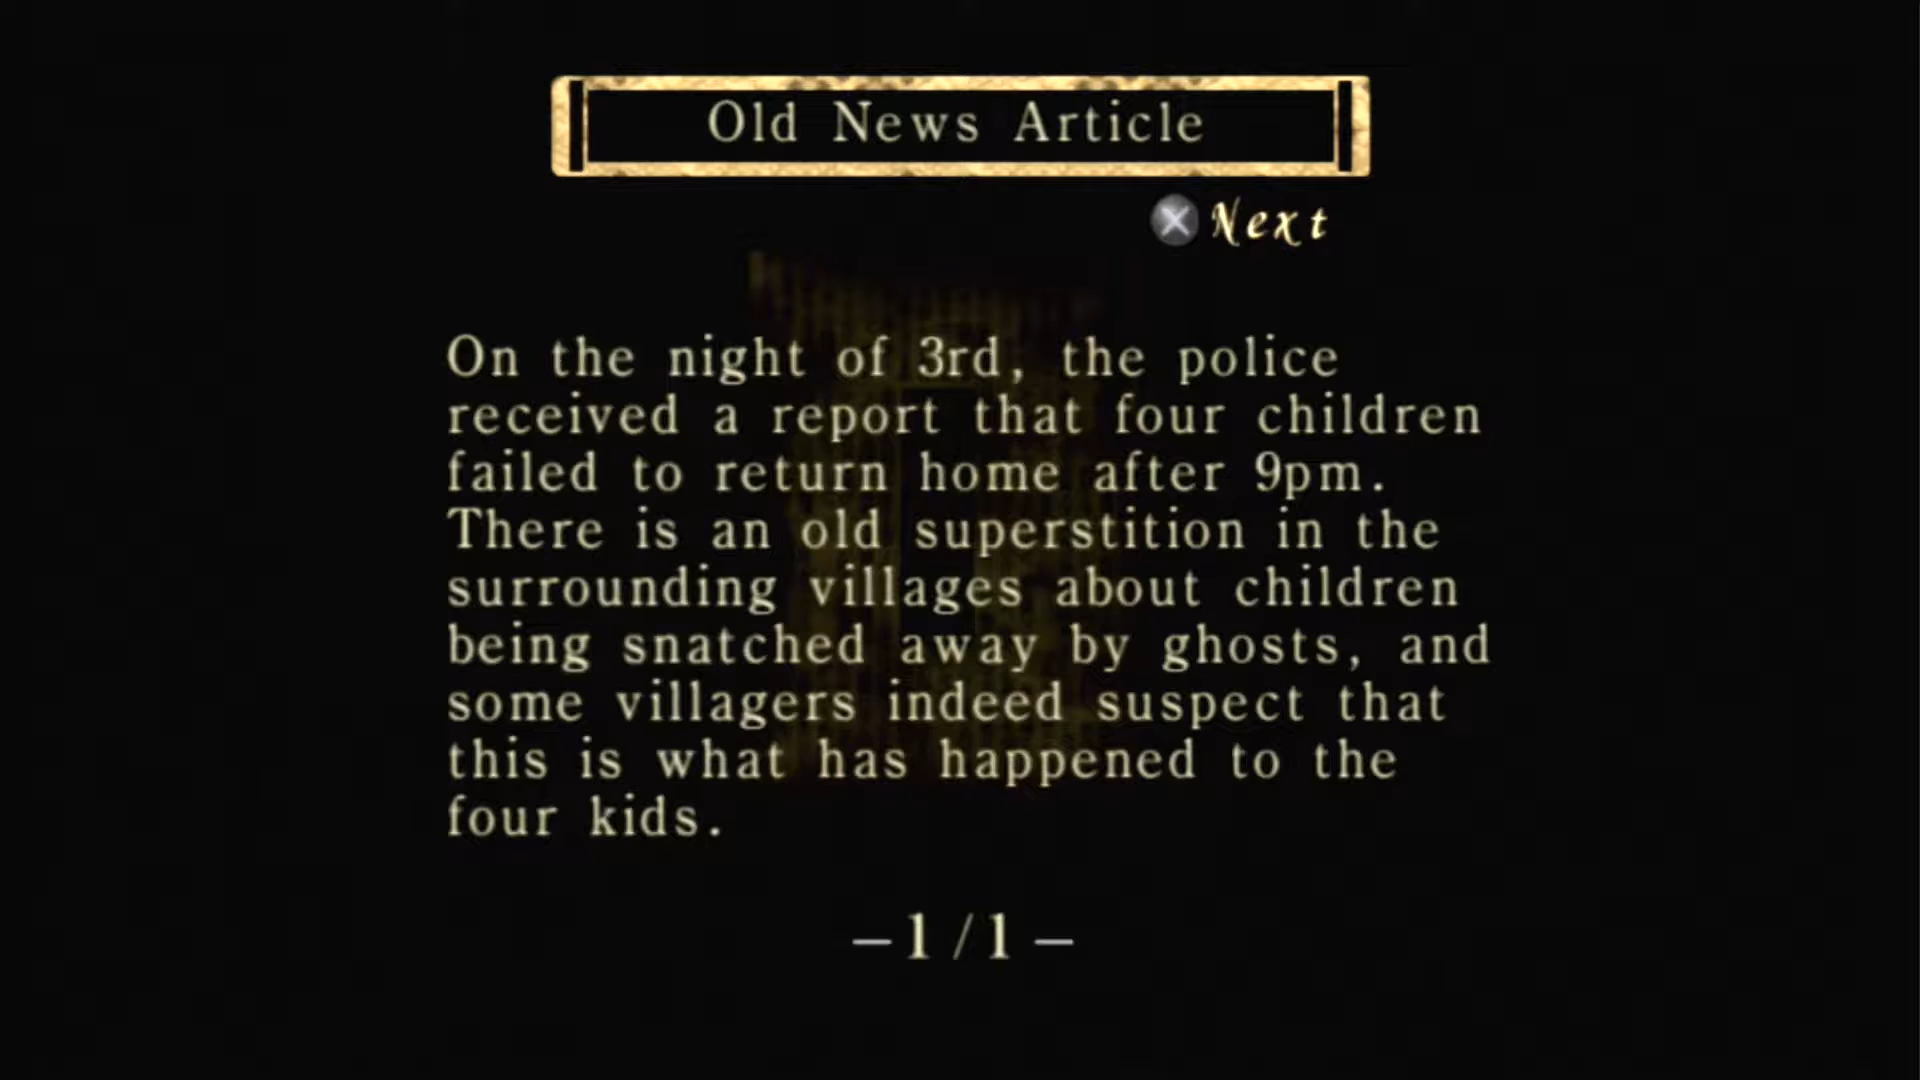 Old News Article
Next
On the night of 3rd, the police
received a report that four children
failed to return home after 9pm.
There is an old superstition in the
surrounding villages about children
being snatched away by ghosts, and
some villagers indeed suspect that
this is what has happened to the
four kids.
–1/1–